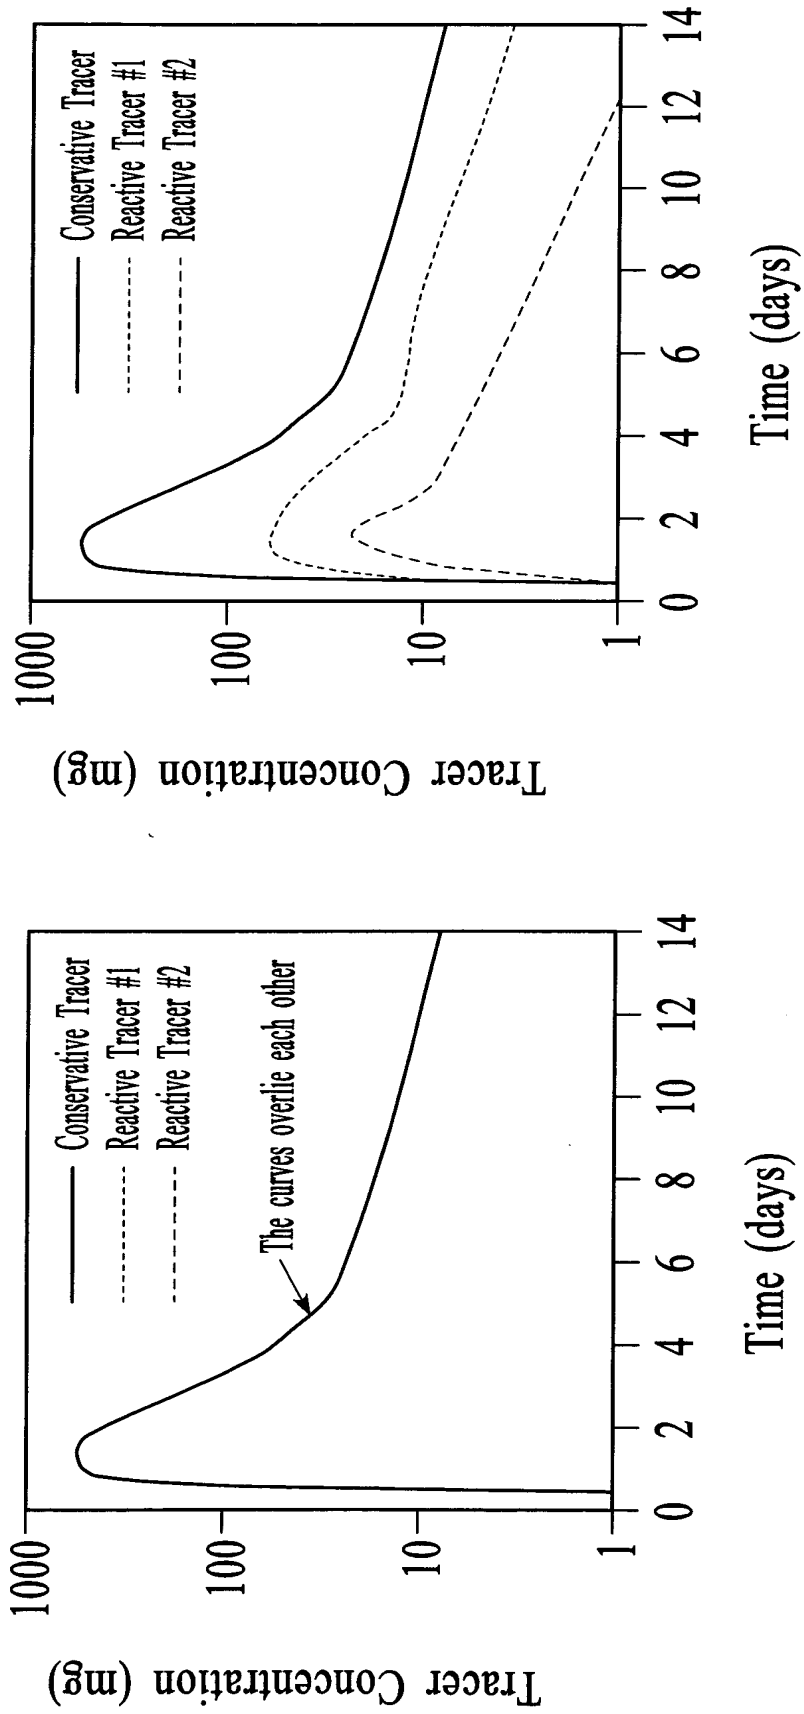 Tracer Concentration (mg)
1000
100
10
1
Conservative Tracer
Reactive Tracer #1
Reactive Tracer #2
The curves overlie each other
0 2 4 6 8 10 12 14
Time (days)
Tracer Concentration (mg)
1000
100
10
1
Conservative Tracer
Reactive Tracer #1
Reactive Tracer #2
0 2 4 6 8 10 12 14
Time (days)